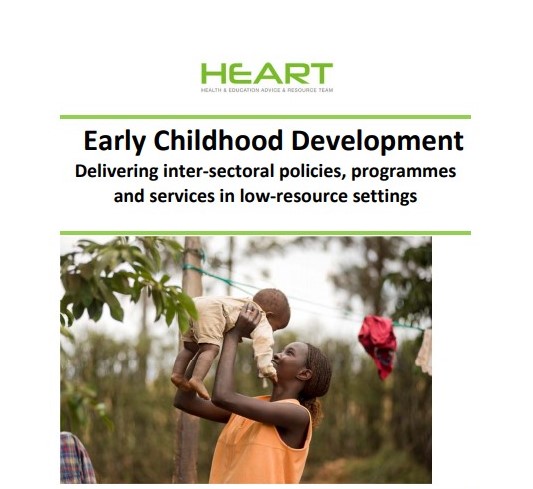 HEART
HEALTH & EDUCATION ADVICE & RESOURCE TEAM
Early Childhood Development
Delivering inter-sectoral policies, programmes
and services in low-resource settings